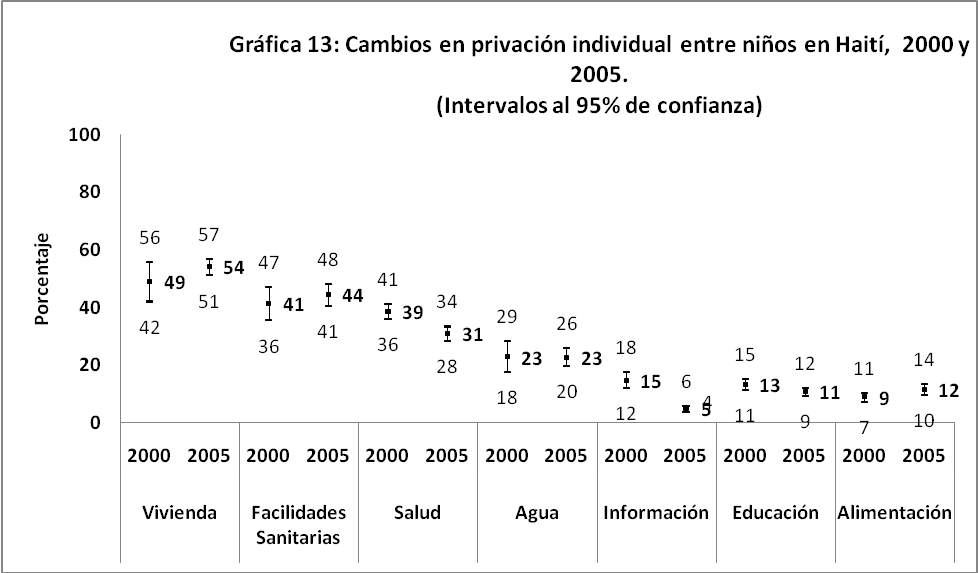 Gráfica 13: Cambios en privación individual entre niños en Haití,  2000 y
2005.
(Intervalos al 95% de confianza)
Porcentaje
100
80
60
40
20
0
56 57 47 48 41 34 29 26 18 6 15 12 11 14
49 54 41 44 39 31 23 23 15 5 13 11 9 12
42 51 36 41 36 28 18 20 12 4 11 9 7 10
2000 2005 2000 2005 2000 2005 2000 2005 2000 2005 2000 2005 2000 2005
Vivienda Facilidades Salud Agua Información Educación Alimentación
Sanitarias